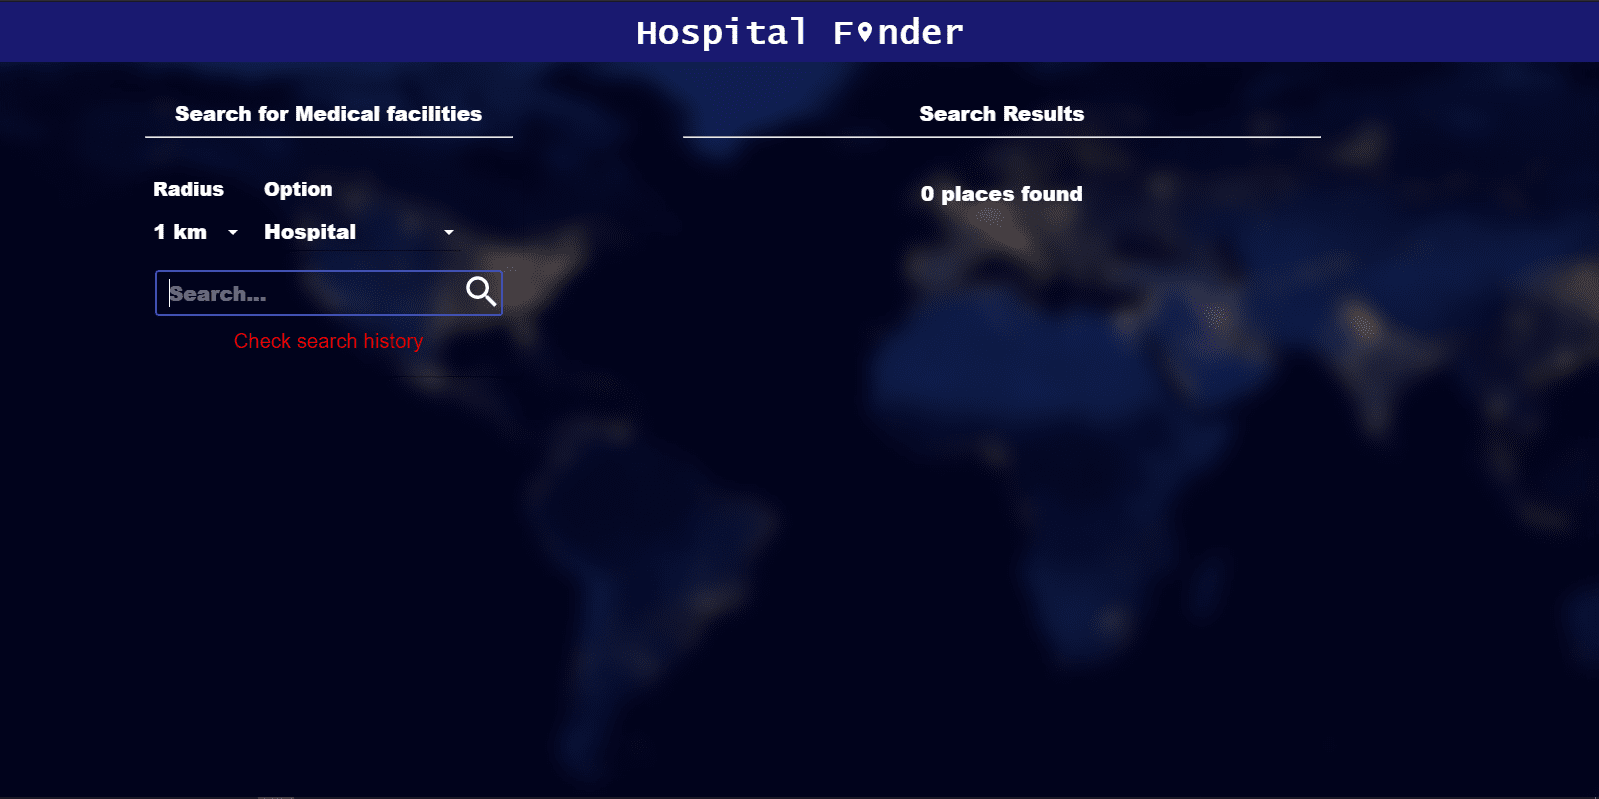 Hospital Finder
Search for Medical facilities
Radius Option
1 km Hospital
Search...
Check search history
Search Results
0 places found